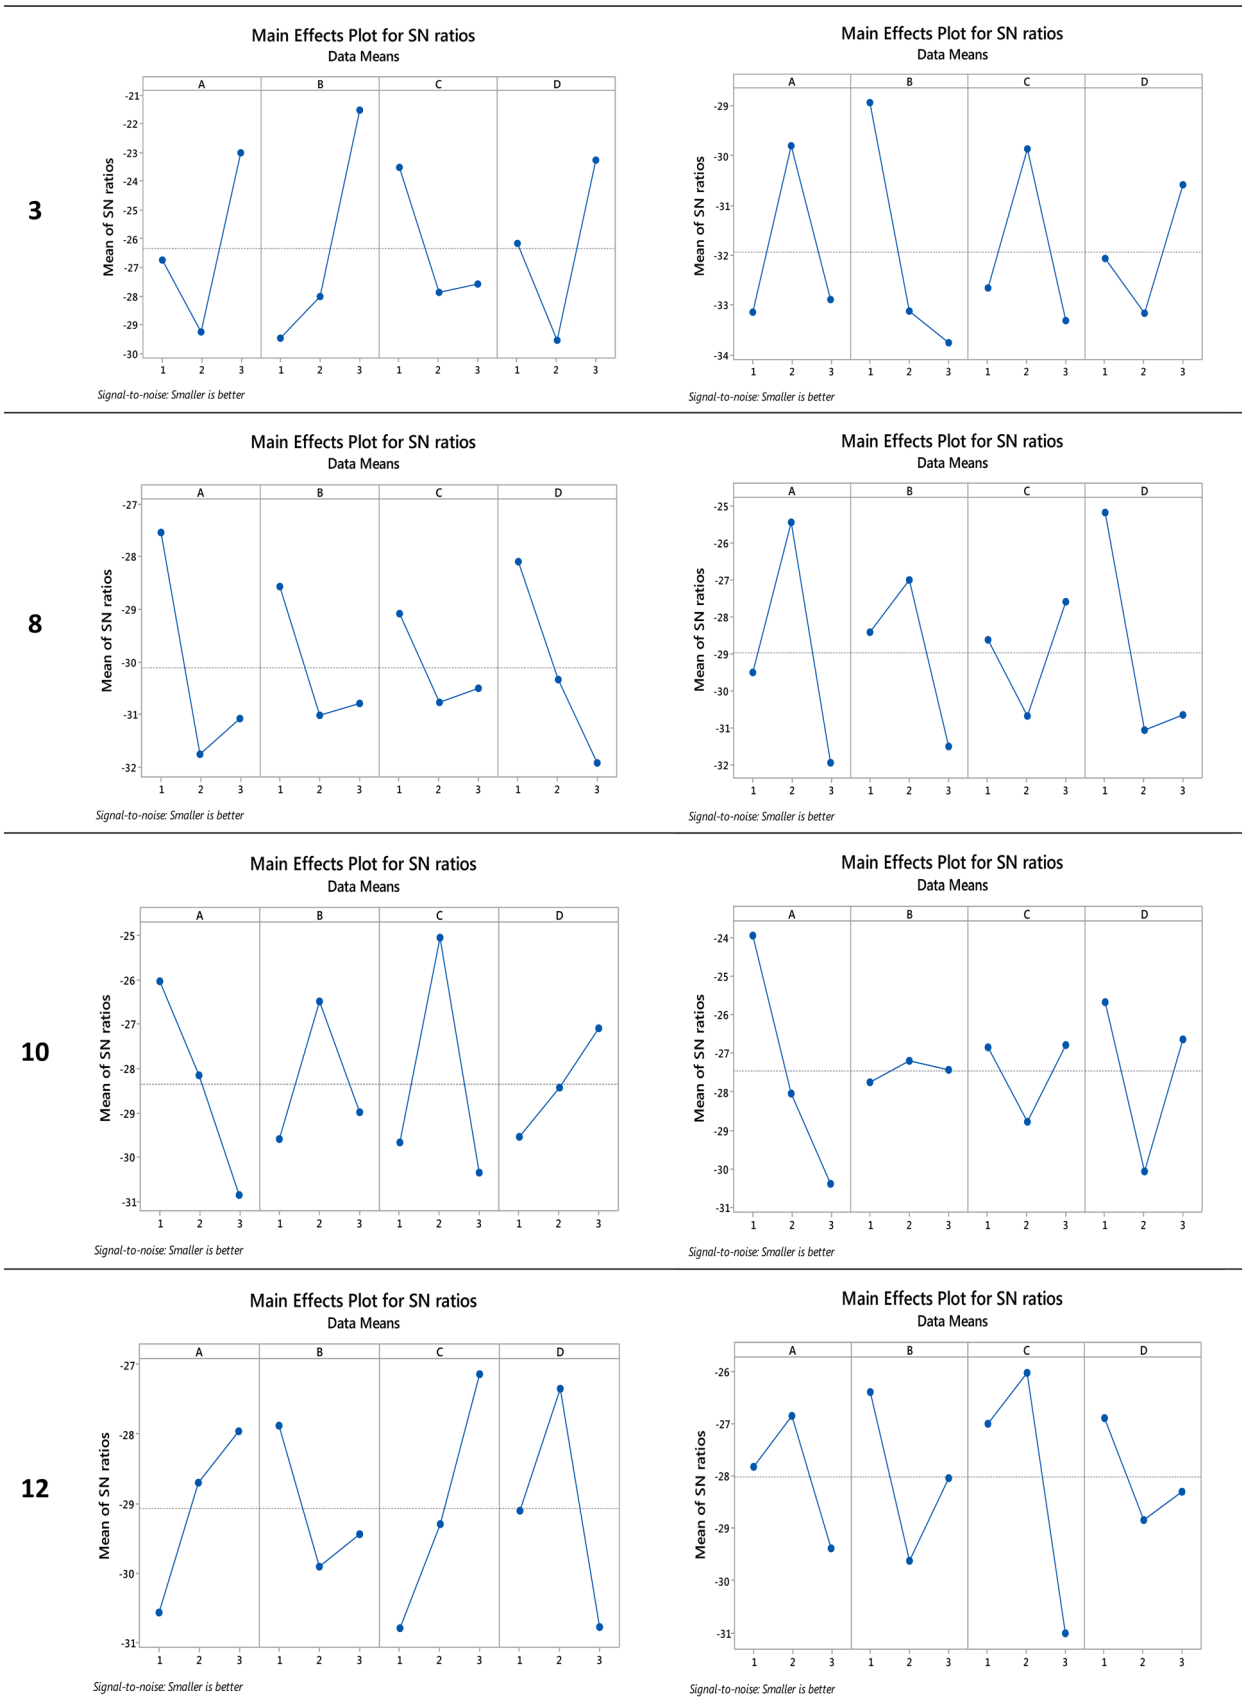 Main Effects Plot for SN ratios
Data Means
A B C D
Mean of SN ratios
-21
-22
-23
-24
-25
-26
-27
-28
-29
-30
1 2 3 1 2 3 1 2 3 1 2 3
Signal-to-noise: Smaller is better
3
Main Effects Plot for SN ratios
Data Means
A B C D
Mean of SN ratios
-29
-30
-31
-32
-33
-34
1 2 3 1 2 3 1 2 3 1 2 3
Signal-to-noise: Smaller is better
Main Effects Plot for SN ratios
Data Means
A B C D
Mean of SN ratios
-27
-28
-29
-30
-31
-32
1 2 3 1 2 3 1 2 3 1 2 3
Signal-to-noise: Smaller is better
8
Main Effects Plot for SN ratios
Data Means
A B C D
Mean of SN ratios
-25
-26
-27
-28
-29
-30
-31
-32
1 2 3 1 2 3 1 2 3 1 2 3
Signal-to-noise: Smaller is better
Main Effects Plot for SN ratios
Data Means
A B C D
Mean of SN ratios
-25
-26
-27
-28
-29
-30
-31
1 2 3 1 2 3 1 2 3 1 2 3
Signal-to-noise: Smaller is better
10
Main Effects Plot for SN ratios
Data Means
A B C D
Mean of SN ratios
-24
-25
-26
-27
-28
-29
-30
-31
1 2 3 1 2 3 1 2 3 1 2 3
Signal-to-noise: Smaller is better
Main Effects Plot for SN ratios
Data Means
A B C D
Mean of SN ratios
-27
-28
-29
-30
-31
1 2 3 1 2 3 1 2 3 1 2 3
Signal-to-noise: Smaller is better
12
Main Effects Plot for SN ratios
Data Means
A B C D
Mean of SN ratios
-26
-27
-28
-29
-30
-31
1 2 3 1 2 3 1 2 3 1 2 3
Signal-to-noise: Smaller is better